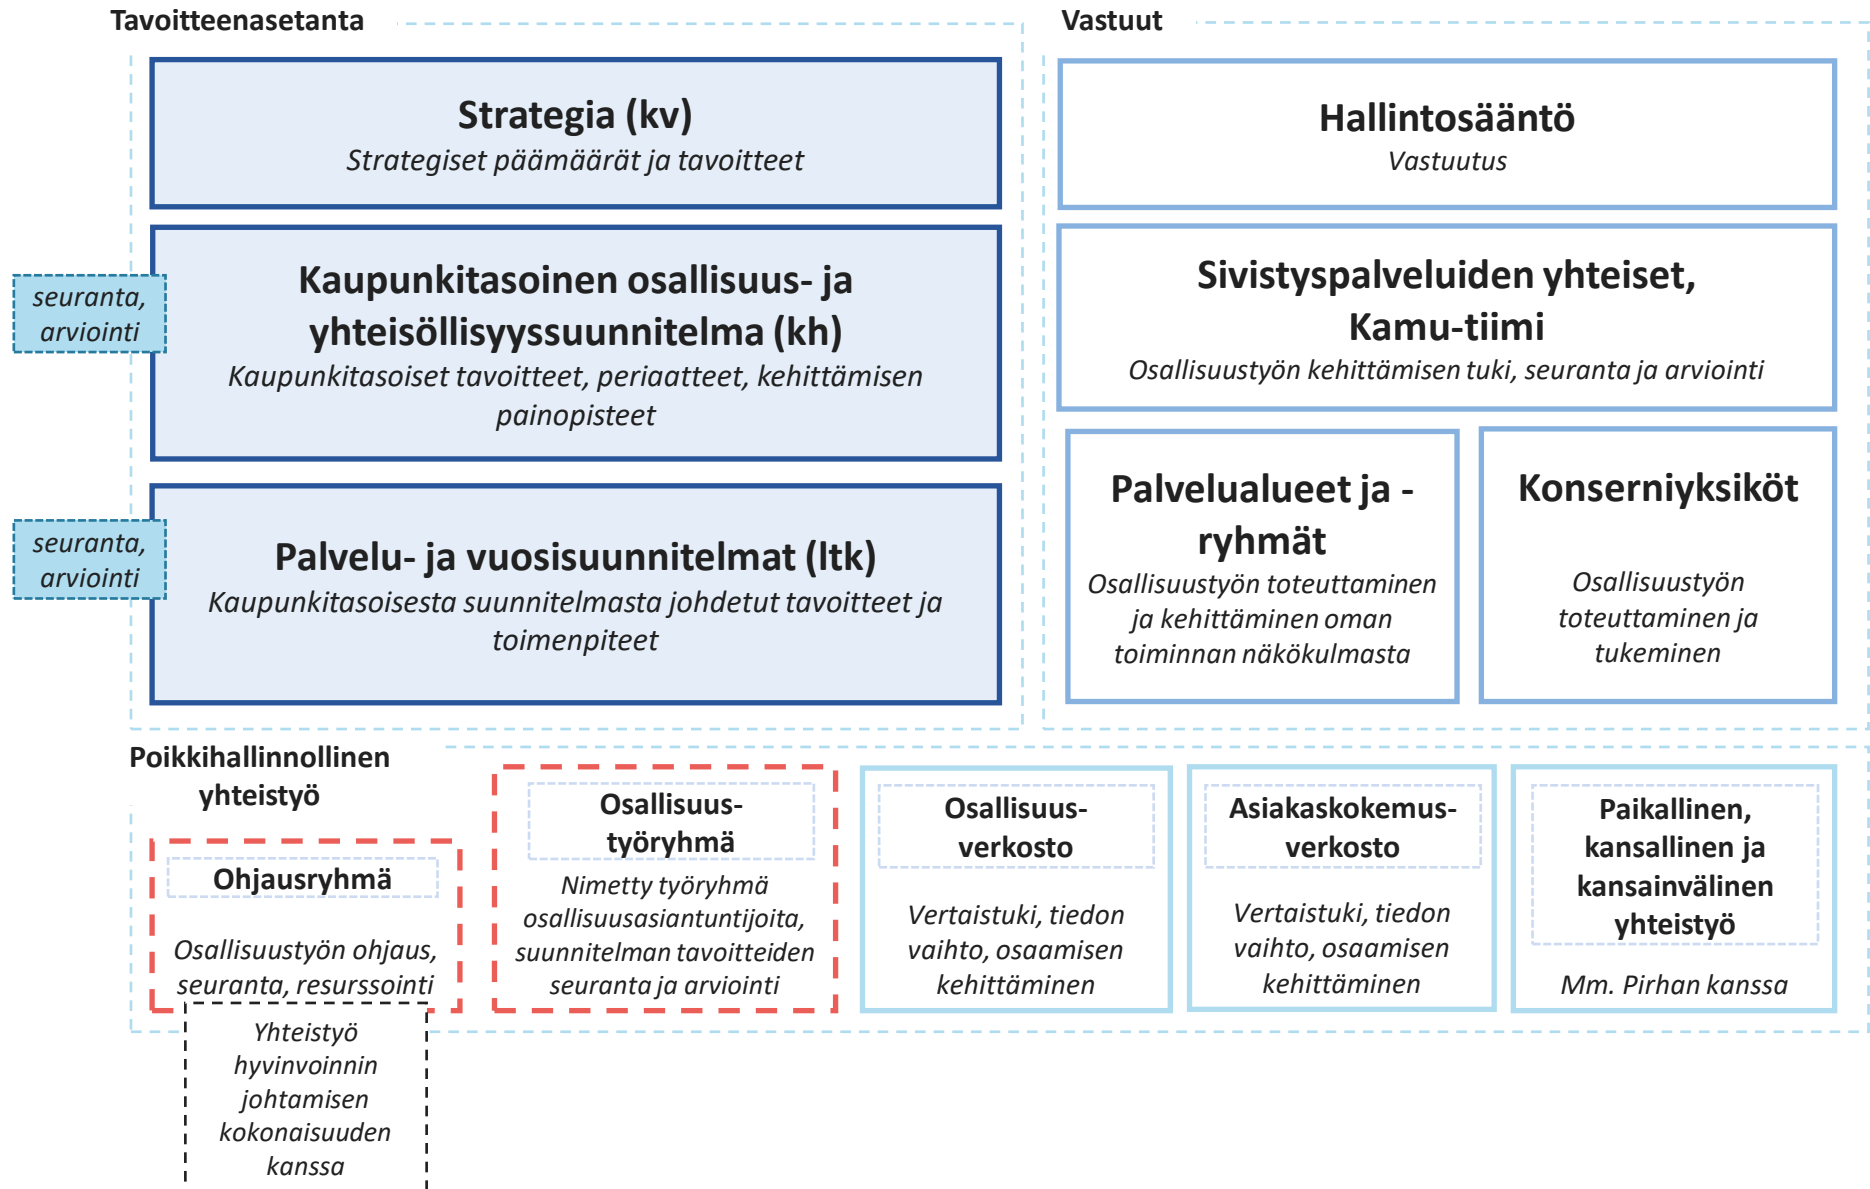 Tavoitteenasetanta
Strategia (kv)
Strategiset päämäärät ja tavoitteet
seuranta,
arviointi
Kaupunkitasoinen osallisuus- ja
yhteisöllisyyssuunnitelma (kh)
Kaupunkitasoiset tavoitteet, periaatteet, kehittämisen
painopisteet
seuranta,
arviointi
Palvelu- ja vuosisuunnitelmat (ltk)
Kaupunkitasoisesta suunnitelmasta johdetut tavoitteet ja
toimenpiteet
Vastuut
Hallintosääntö
Vastuutus
Sivistyspalveluiden yhteiset,
Kamu-tiimi
Osallisuustyön kehittämisen tuki, seuranta ja arviointi
Palvelualueet ja -
ryhmät
Osallisuustyön toteuttaminen
ja kehittäminen oman
toiminnan näkökulmasta
Konserniyksiköt
Osallisuustyön
toteuttaminen ja
tukeminen
Poikkihallinnollinen
yhteistyö
Ohjausryhmä
Osallisuustyön ohjaus,
seuranta, resurssointi
Yhteistyö
hyvinvoinnin
johtamisen
kokonaisuuden
kanssa
Osallisuus-
työryhmä
Nimetty työryhmä
osallisuusasiantuntijoita,
suunnitelman tavoitteiden
seuranta ja arviointi
Osallisuus-
verkosto
Vertaistuki, tiedon
vaihto, osaamisen
kehittäminen
Asiakaskokemus-
verkosto
Vertaistuki, tiedon
vaihto, osaamisen
kehittäminen
Paikallinen,
kansallinen ja
kansainvälinen
yhteistyö
Mm. Pirhan kanssa